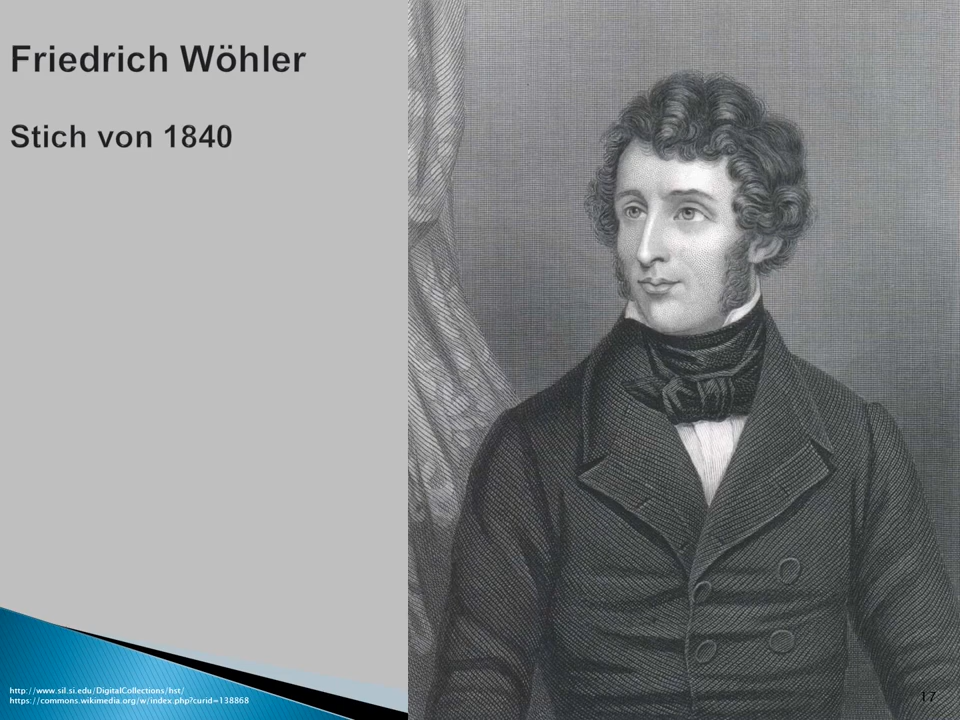 Friedrich Wöhler
Stich von 1840
http://www.sil.si.edu/DigitalCollections/hst/
https://commons.wikimedia.org/w/index.php?curid=138868
17